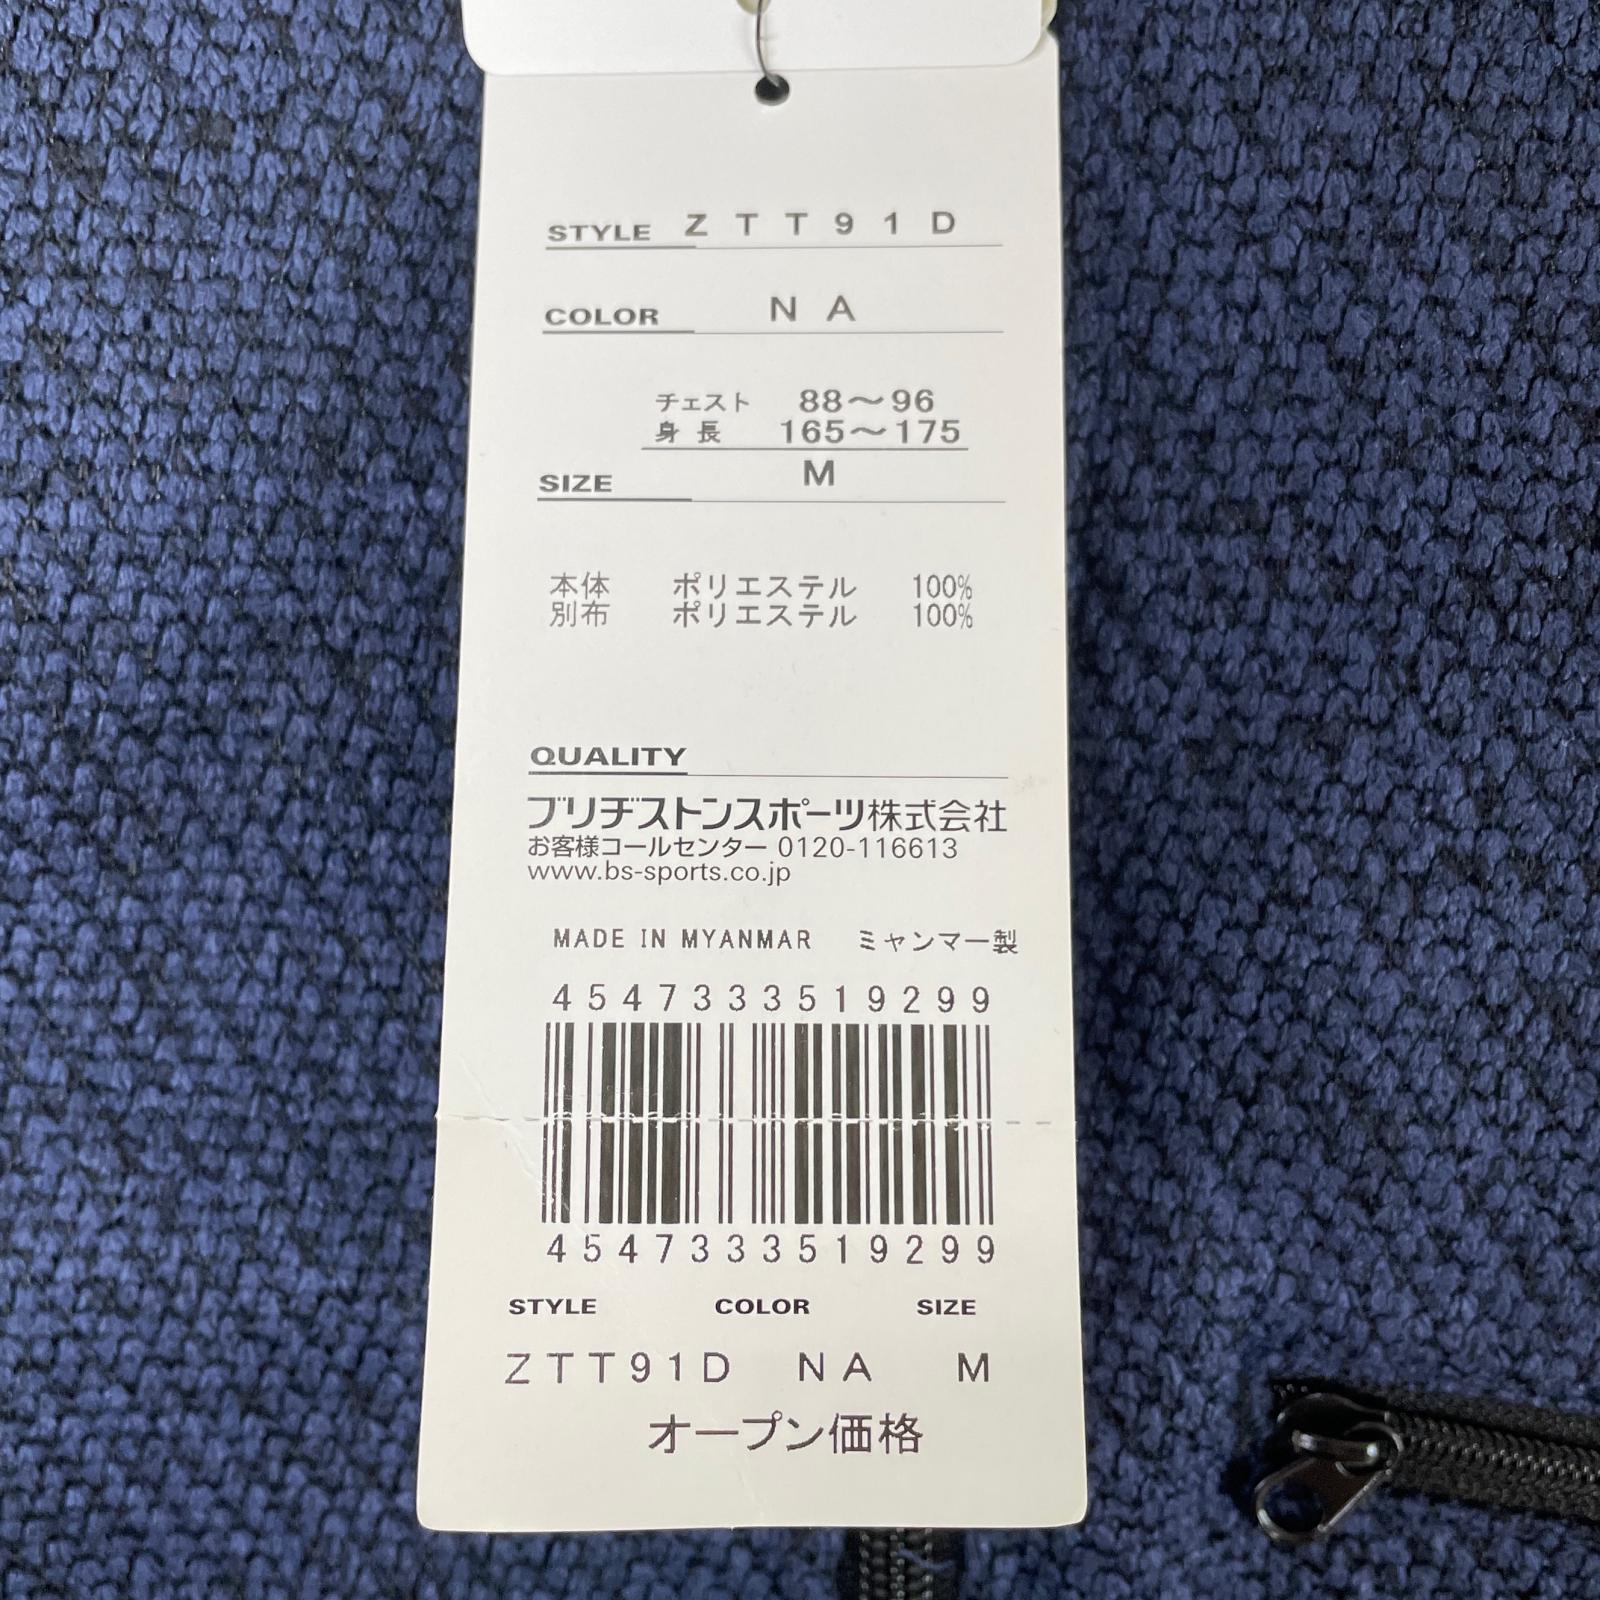 STYLE ZTT91D
COLOR NA
チェスト 88～96
身長 165～175
SIZE M
本体 ポリエステル 100%
別布 ポリエステル 100%
QUALITY
ブリヂストンスポーツ株式会社
お客様コールセンター 0120-116613
www.bs-sports.co.jp
MADE IN MYANMAR ミャンマー製
4547333519299
4547333519299
STYLE COLOR SIZE
ZTT91D NA M
オープン価格